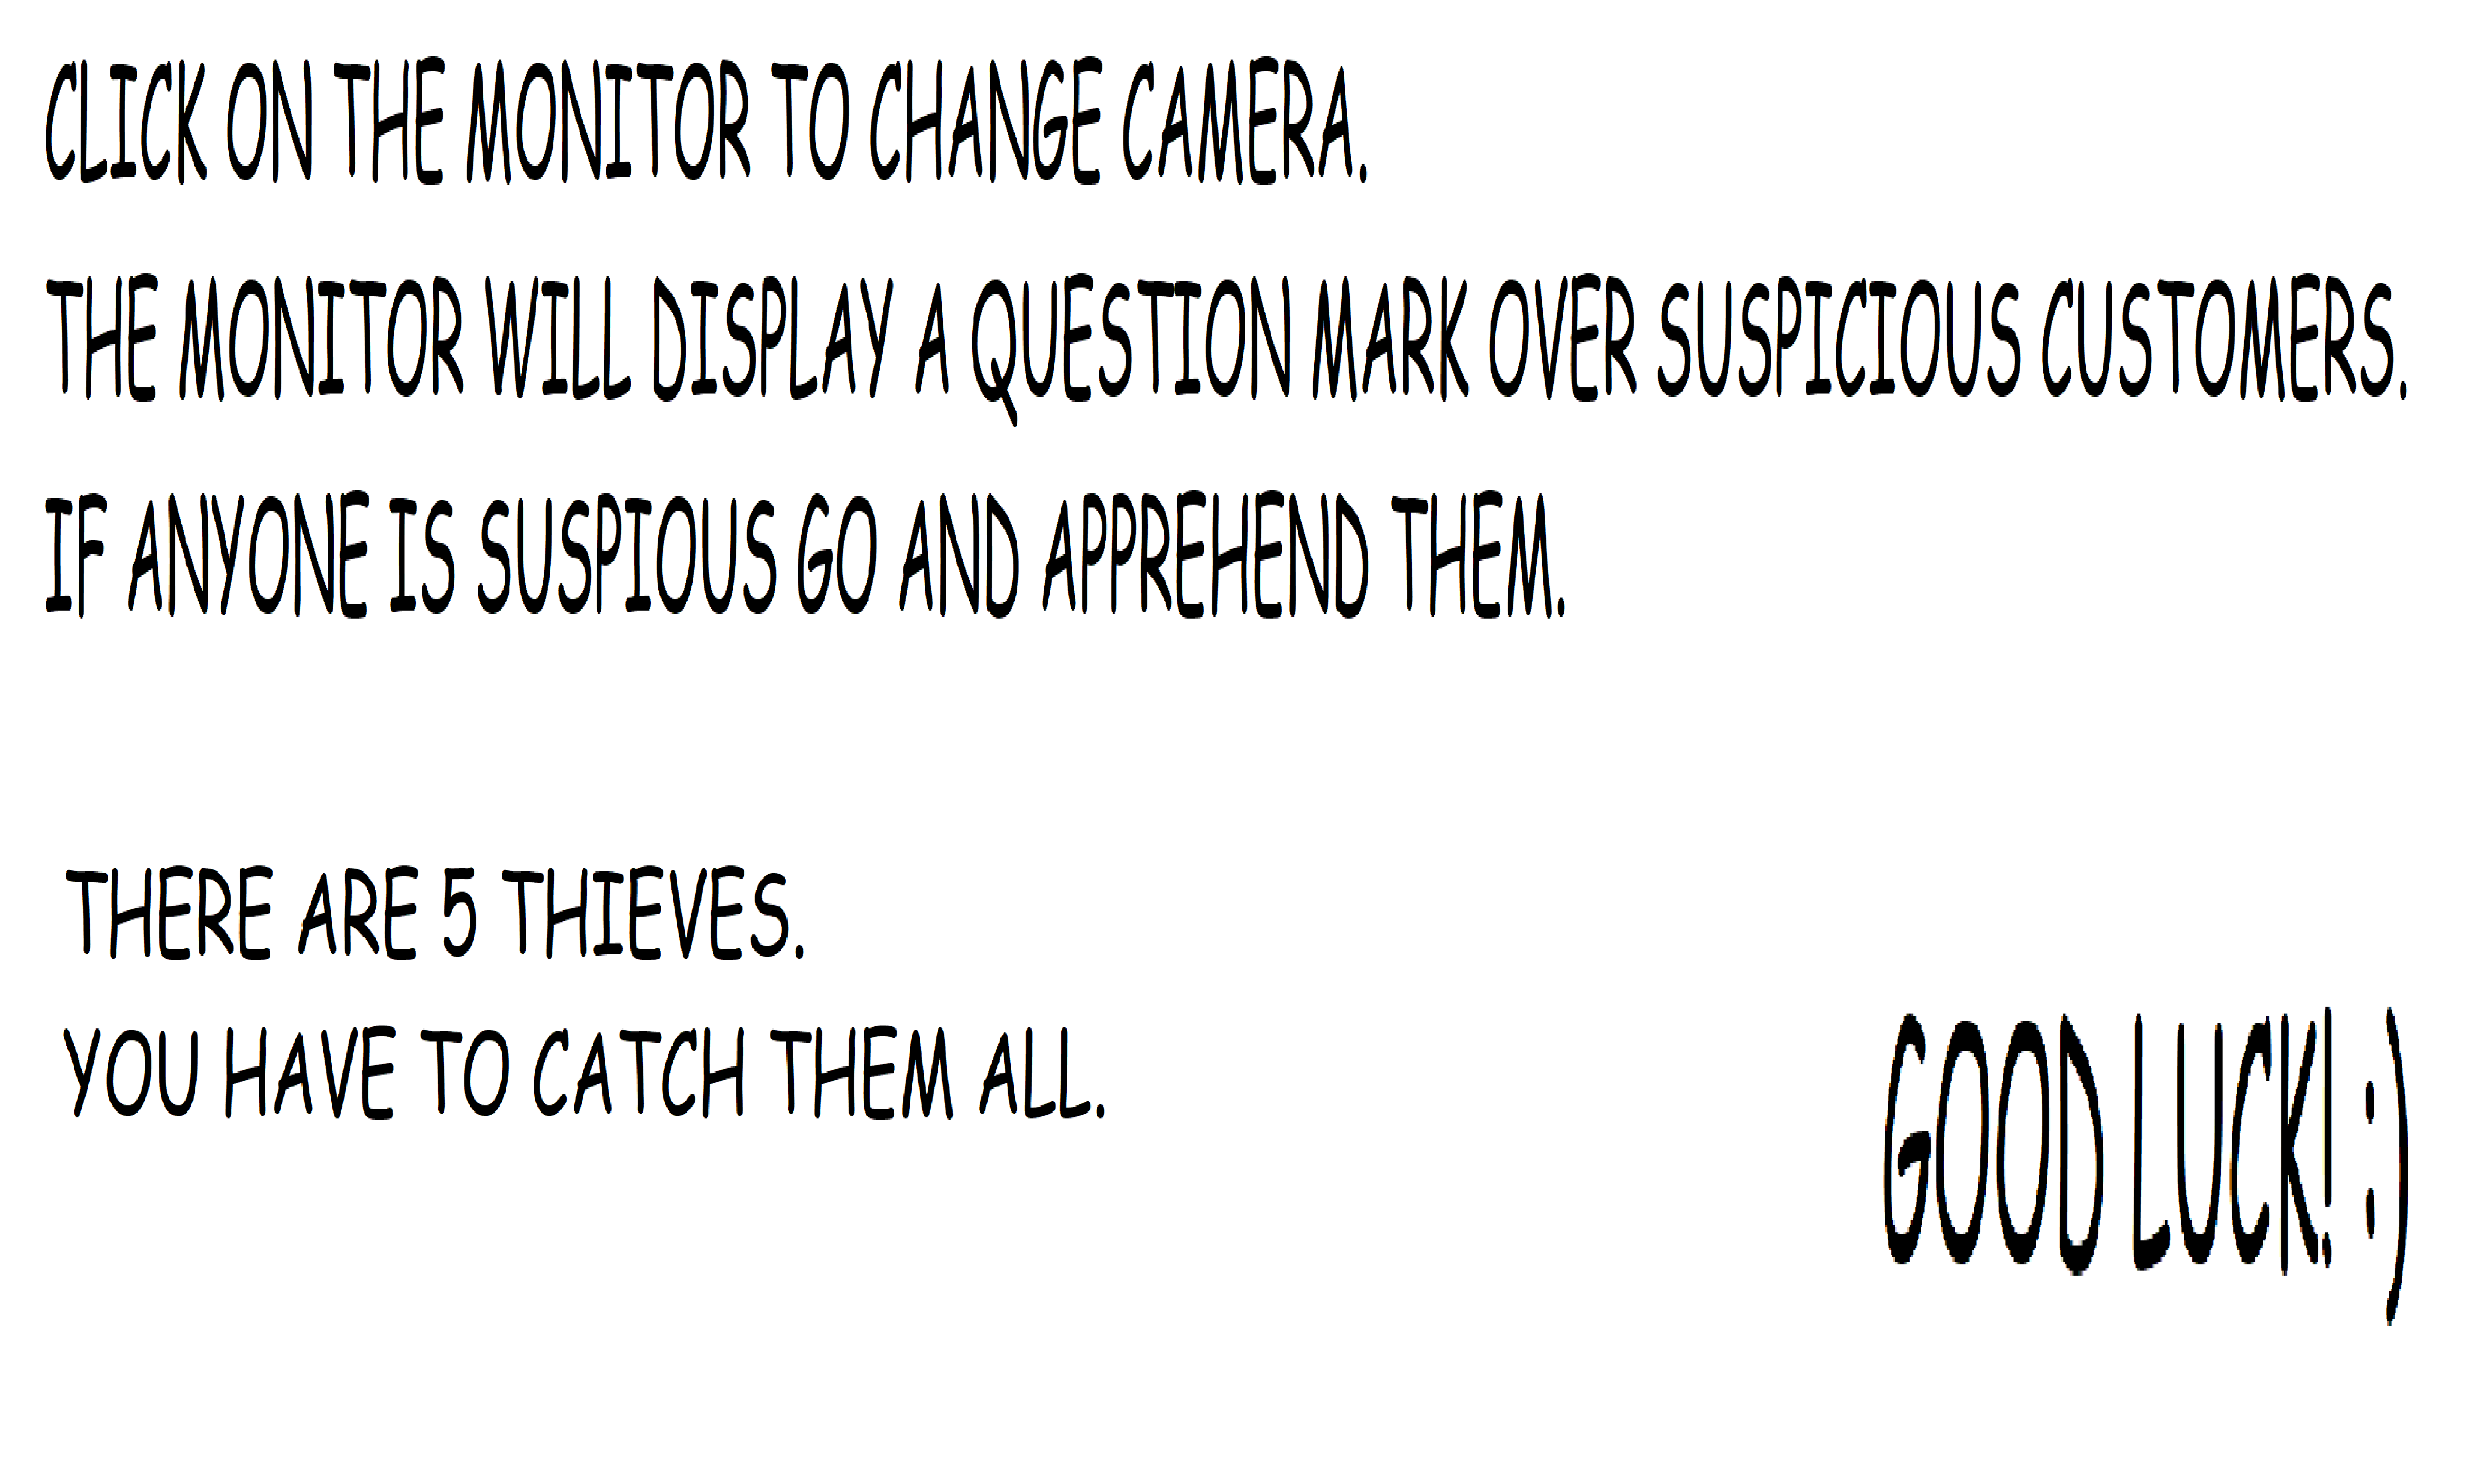 CLICK ON THE MONITOR TO CHANGE CAMERA.
THE MONITOR WILL DISPLAY A QUESTION MARK OVER SUSPICIOUS CUSTOMERS.
IF ANYONE IS SUSPIOUS GO AND APPREHEND THEM.
THERE ARE 5 THIEVES.
YOU HAVE TO CATCH THEM ALL.
GOOD LUCK! :)